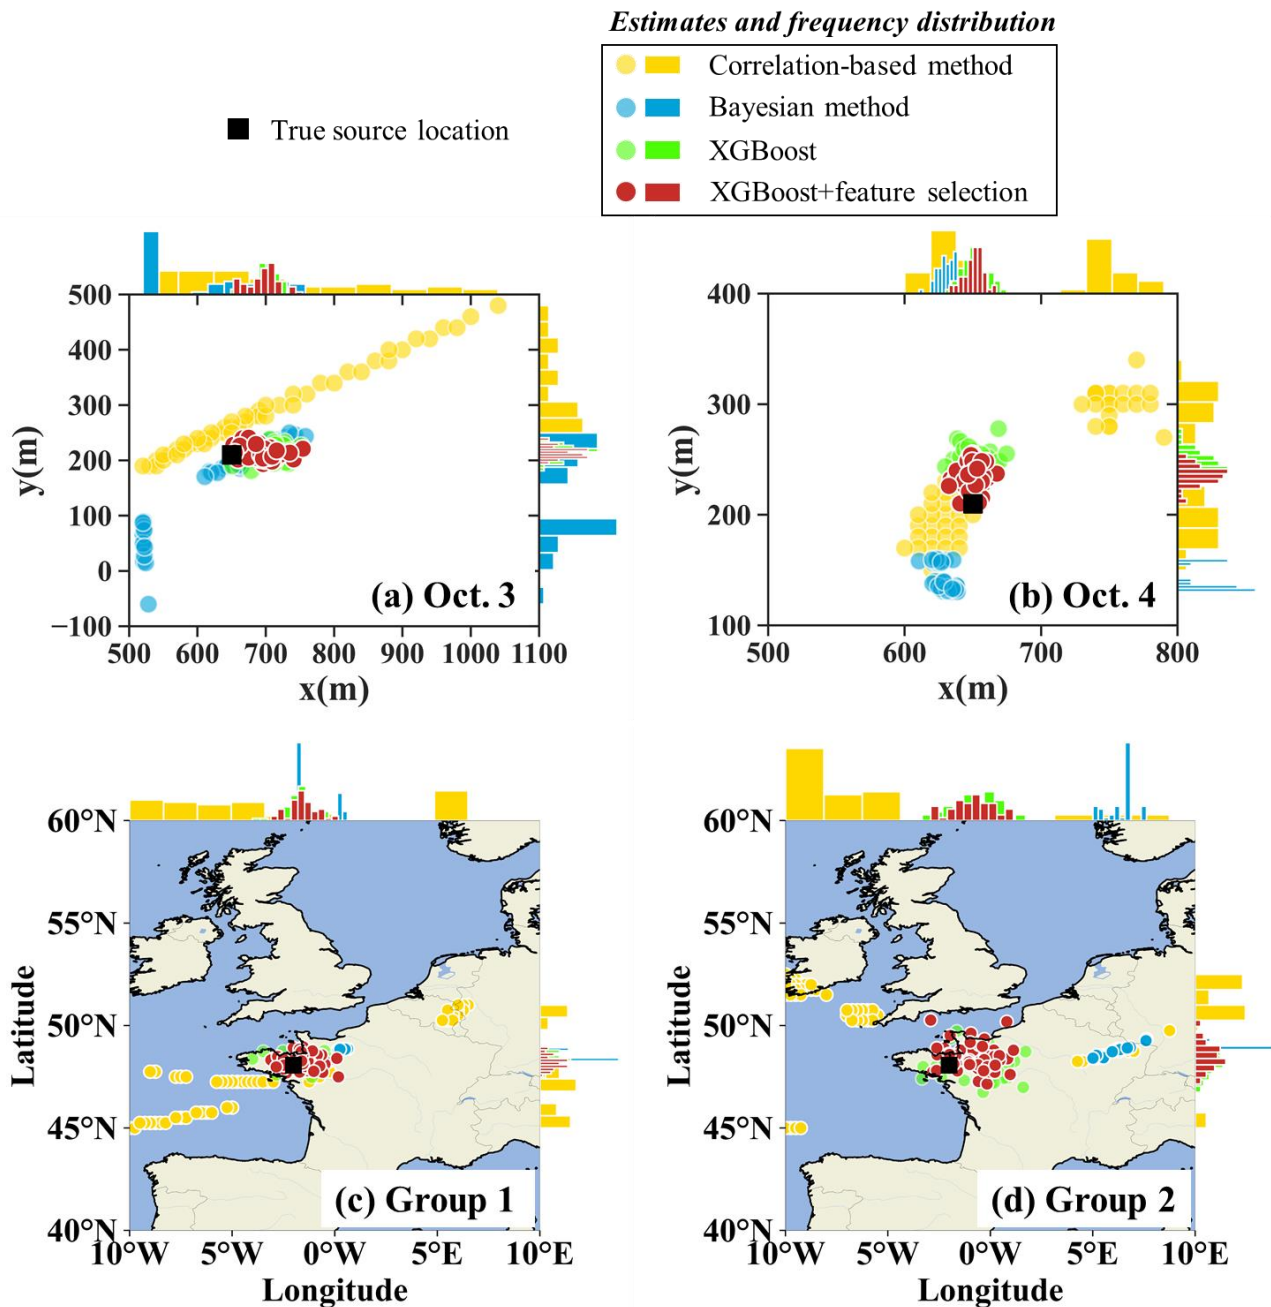 Estimates and frequency distribution
Correlation-based method
Bayesian method
XGBoost
XGBoost+feature selection
True source location
500
400
300
200
100
0
−100
y(m)
500 600 700 800 900 1000 1100
x(m)
(a) Oct. 3
400
300
200
100
y(m)
500 600 700 800
x(m)
(b) Oct. 4
60°N
55°N
50°N
45°N
40°N
Latitude
10°W 5°W 0°W 5°E 10°E
Longitude
(c) Group 1
60°N
55°N
50°N
45°N
40°N
Latitude
10°W 5°W 0°W 5°E 10°E
Longitude
(d) Group 2